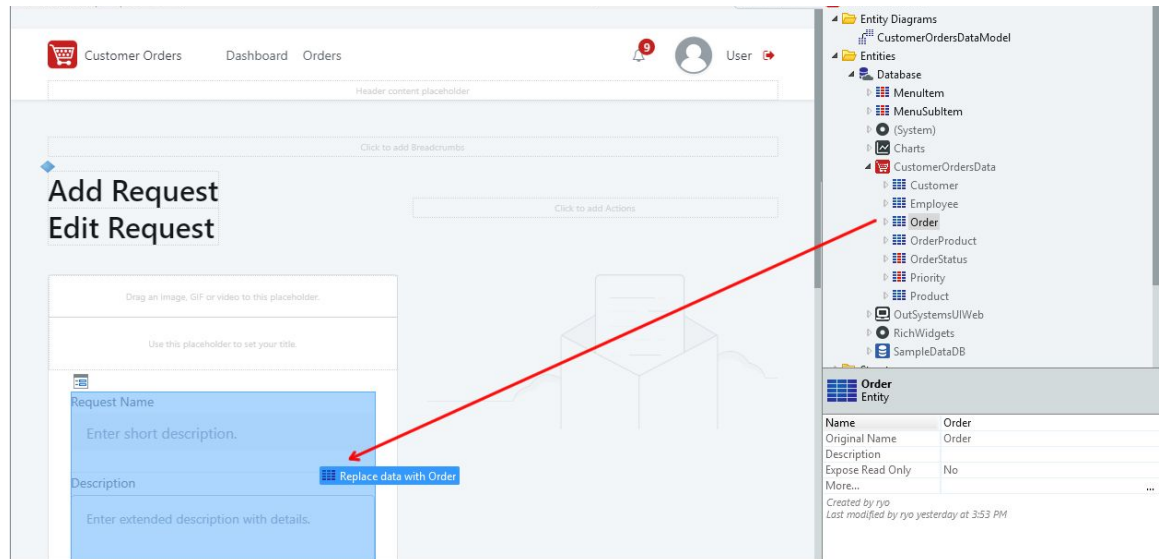 Customer Orders Dashboard Orders 9 User
Header content placeholder
Click to add Breadcrumbs
Add Request
Edit Request
Click to add Actions
Drag an image, GIF or video to this placeholder.
Use this placeholder to set your title.
Request Name
Enter short description.
Replace data with Order
Description
Enter extended description with details.
Entity Diagrams
CustomerOrdersDataModel
Entities
Database
MenuItem
MenuSubItem
(System)
Charts
CustomerOrdersData
Customer
Employee
Order
OrderProduct
OrderStatus
Priority
Product
OutSystemsUIWeb
RichWidgets
SampleDataDB
Order
Entity
Name Order
Original Name Order
Description
Expose Read Only No
More... ...
Created by ryo
Last modified by ryo yesterday at 3:53 PM